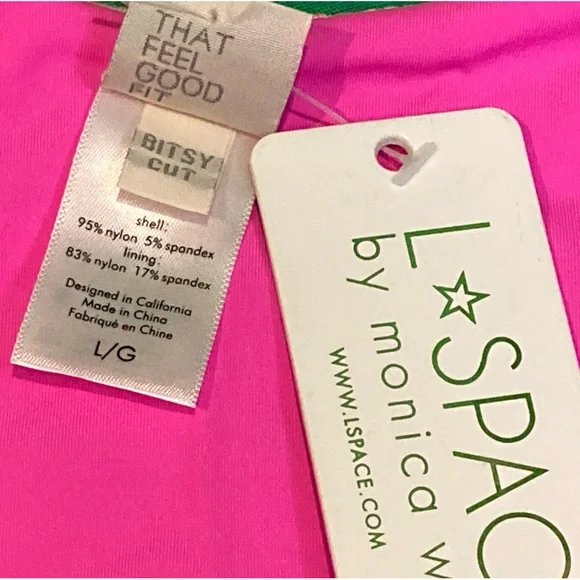 THAT
FEEL
GOOD
FIT
BITSY
CUT
shell:
95% nylon 5% spandex
lining:
83% nylon 17% spandex
Designed in California
Made in China
Fabriqué en Chine
L/G
L☆SPAC
by monica w
WWW.LSPACE.COM